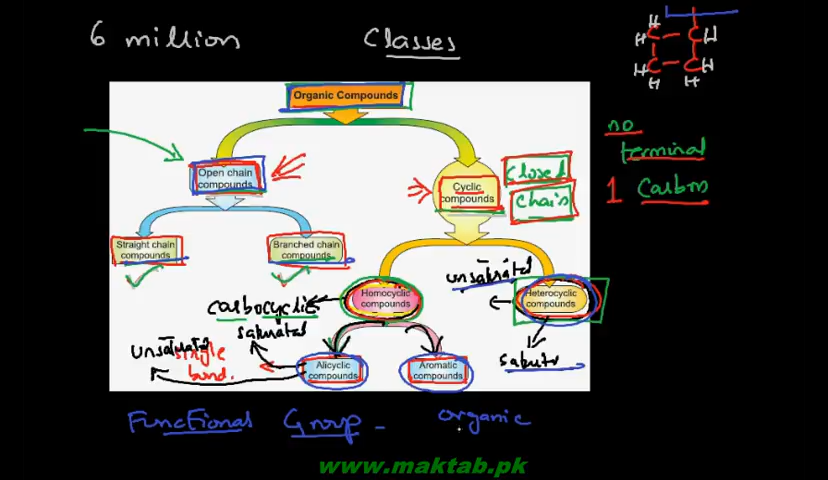 6 million
Classes
H
H C - C H
H C - C H
H H
Organic Compounds
no
terminal
1 Carbon
Open chain
compounds
Cyclic
compounds
closed
chain
Straight chain
compounds
Branched chain
compounds
unsaturated
Homocyclic
compounds
Heterocyclic
compounds
carbocyclic
saturated
unsaturated
single
bond.
Alicyclic
compounds
Aromatic
compounds
Functional Group - organic
www.maktab.pk